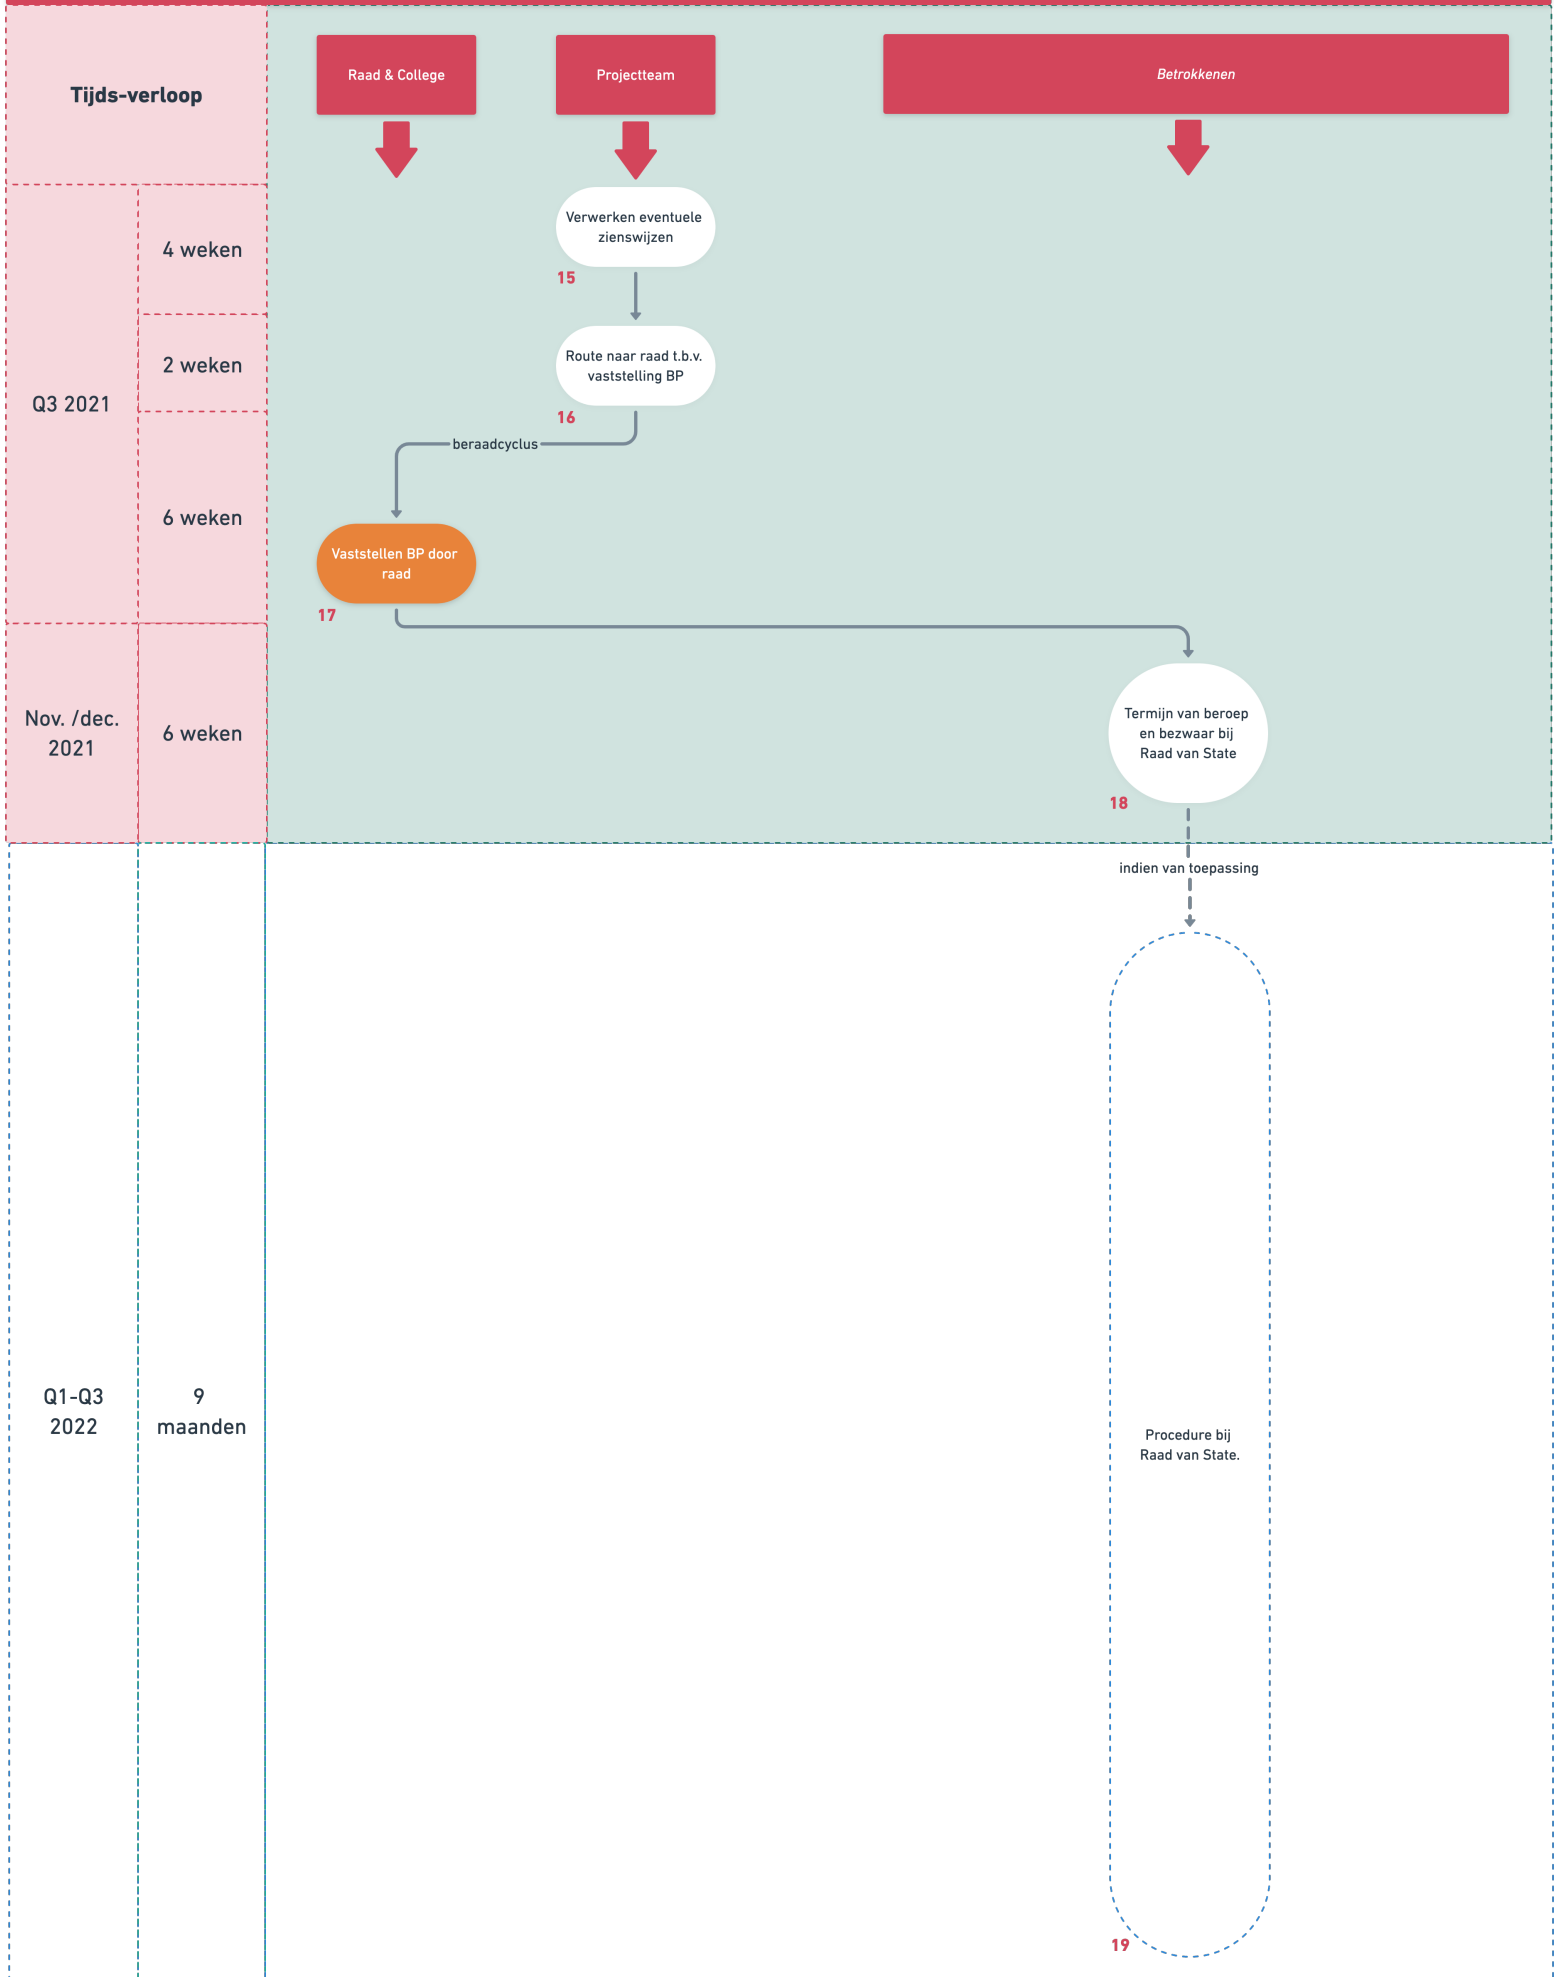 Tijds-verloop
Raad & College
Projectteam
Betrokkenen
Q3 2021
4 weken
Verwerken eventuele
zienswijzen
15
2 weken
Route naar raad t.b.v.
vaststelling BP
16
beraadcyclus
6 weken
Vaststellen BP door
raad
17
Nov. /dec.
2021
6 weken
Termijn van beroep
en bezwaar bij
Raad van State
18
indien van toepassing
Q1-Q3
2022
9
maanden
Procedure bij
Raad van State.
19